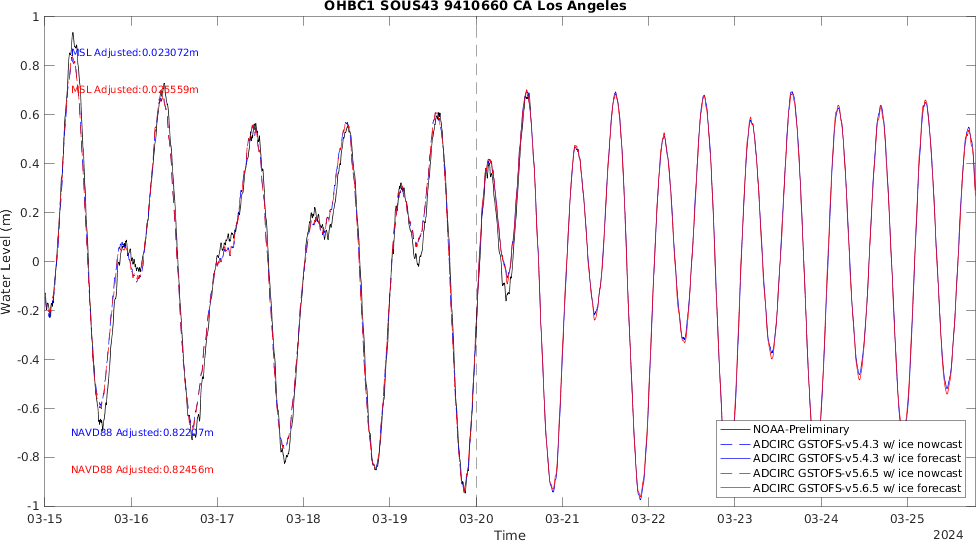 OHBC1 SOUS43 9410660 CA Los Angeles
MSL Adjusted:0.023072m
MSL Adjusted:0.025559m
NAVD88 Adjusted:0.82207m
NAVD88 Adjusted:0.82456m
Water Level (m)
1
0.8
0.6
0.4
0.2
0
-0.2
-0.4
-0.6
-0.8
-1
NOAA-Preliminary
ADCIRC GSTOFS-v5.4.3 w/ ice nowcast
ADCIRC GSTOFS-v5.4.3 w/ ice forecast
ADCIRC GSTOFS-v5.6.5 w/ ice nowcast
ADCIRC GSTOFS-v5.6.5 w/ ice forecast
03-15 03-16 03-17 03-18 03-19 03-20 03-21 03-22 03-23 03-24 03-25
Time
2024